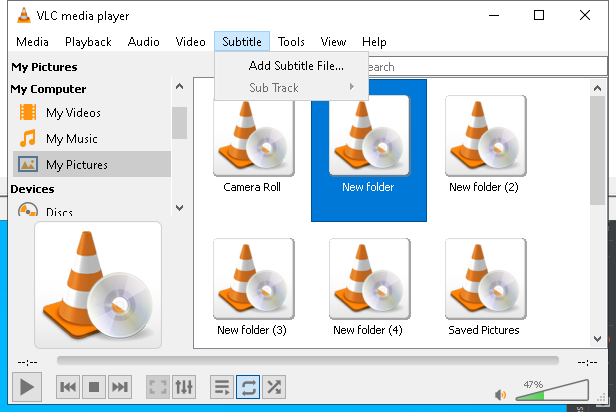 VLC media player
Media Playback Audio Video Subtitle Tools View Help
My Pictures
Add Subtitle File...
Sub Track
My Computer
My Videos
My Music
My Pictures
Devices
Discs
Camera Roll New folder New folder (2)
New folder (3) New folder (4) Saved Pictures
--:-- --:--
47%